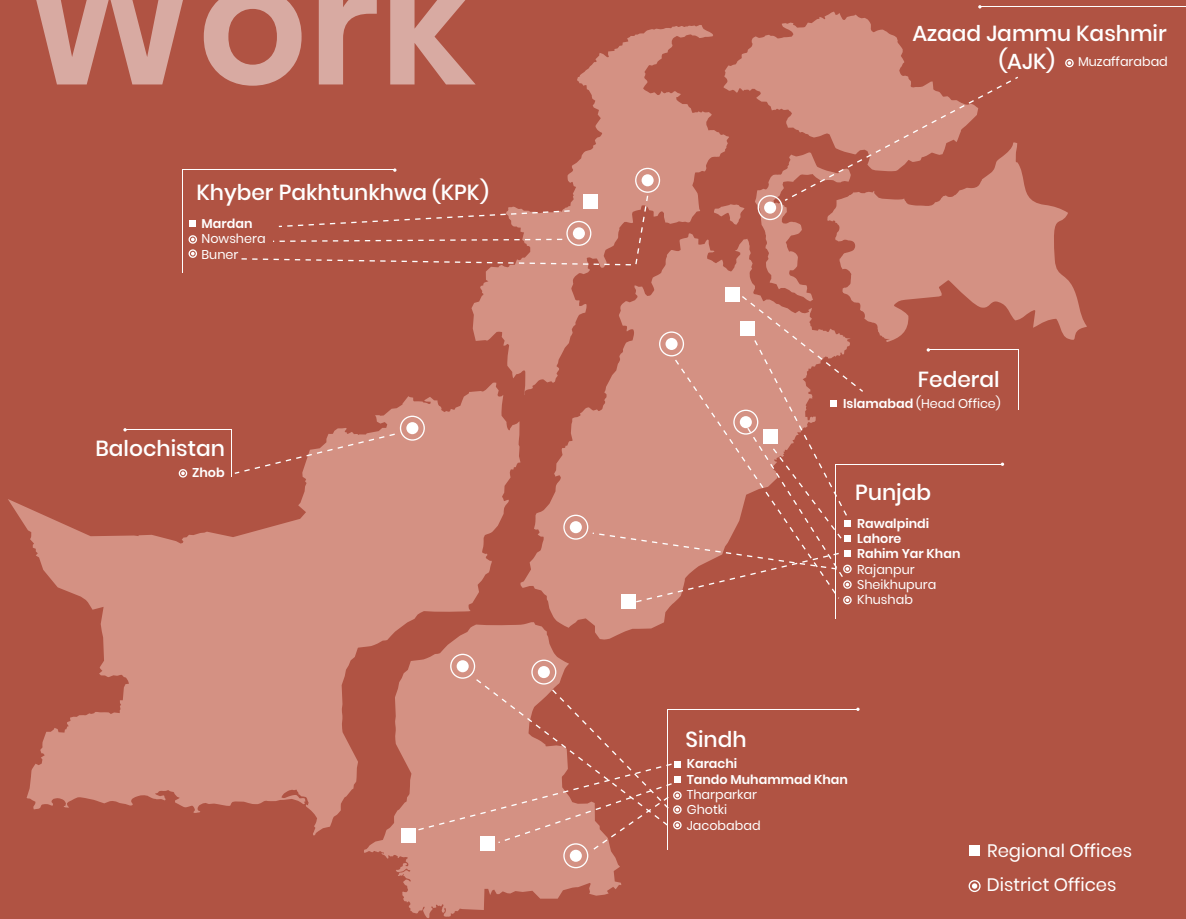 Work
Azaad Jammu Kashmir
(AJK) Muzaffarabad
Khyber Pakhtunkhwa (KPK)
Mardan
Nowshera
Buner
Federal
Islamabad (Head Office)
Balochistan
Zhob
Punjab
Rawalpindi
Lahore
Rahim Yar Khan
Rajanpur
Sheikhupura
Khushab
Sindh
Karachi
Tando Muhammad Khan
Tharparkar
Ghotki
Jacobabad
Regional Offices
District Offices